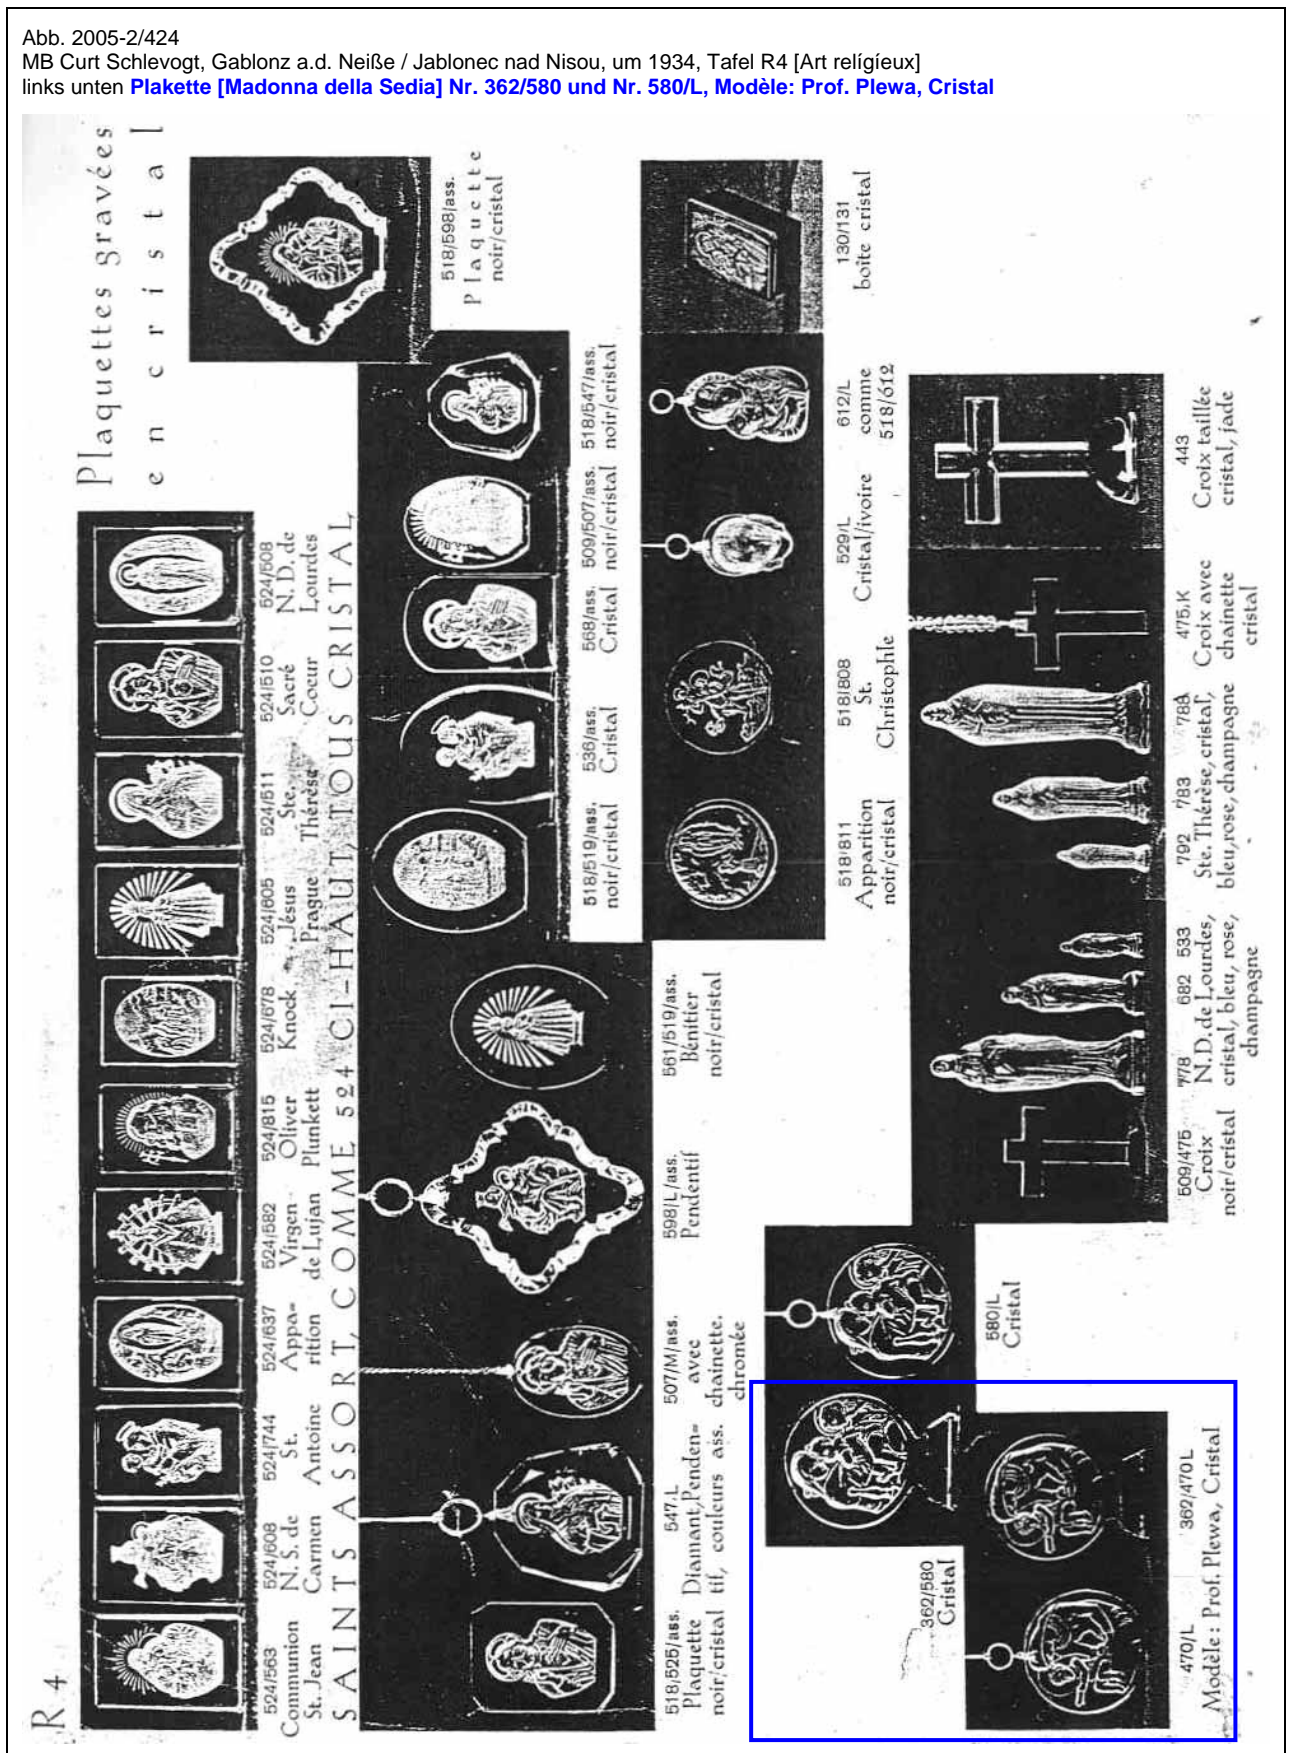 Abb. 2005-2/424
MB Curt Schlevogt, Gablonz a.d. Neiße / Jablonec nad Nisou, um 1934, Tafel R4 [Art relígíeux]
links unten Plakette [Madonna della Sedia] Nr. 362/580 und Nr. 580/L, Modèle: Prof. Plewa, Cristal
R 4
Plaquettes gravées
en cristal
524/563
Communion
St. Jean
524/608
N. S. de
Carmen
524/744
St.
Antoine
524/637
Appa=
rition
524/582
Virgen
de Lujan
524/815
Oliver
Plunkett
524/678
Knock
524/605
Jésus
Prague
524/511
Ste.
Thérèse
524/510
Sacré
Coeur
524/508
N. D. de
Lourdes
SAINTS ASSORT, COMME 524 CI-HAUT, TOUS CRISTAL
518/598/ass.
Plaquette
noir/cristal
518/525/ass.
Plaquette
noir/cristal
547.L
Diamant, Penden=
tif, couleurs ass.
507/M/ass.
avec
chainette.
chromée
598/L/ass.
Pendentif
561/519/ass.
Bénitier
noir/cristal
518/519/ass.
noir/cristal
536/ass.
Cristal
568/ass.
Cristal
509/507/ass.
noir/cristal
518/547/ass.
noir/cristal
518/811
Apparition
noir/cristal
518/808
St.
Christophle
529/L
Cristal/ivoire
612/L
comme
518/612
130/131
boîte cristal
362/580
Cristal
580/L
Cristal
470/L 362/470L
Modèle: Prof. Plewa, Cristal
509/475
Croix
noir/cristal
778 682 533
N.D. de Lourdes,
cristal, bleu, rose,
champagne
792 783 788
Ste. Thérèse, cristal,
bleu, rose, champagne
475.K
Croix avec
chainette
cristal
443
Croix taillée
cristal, jade